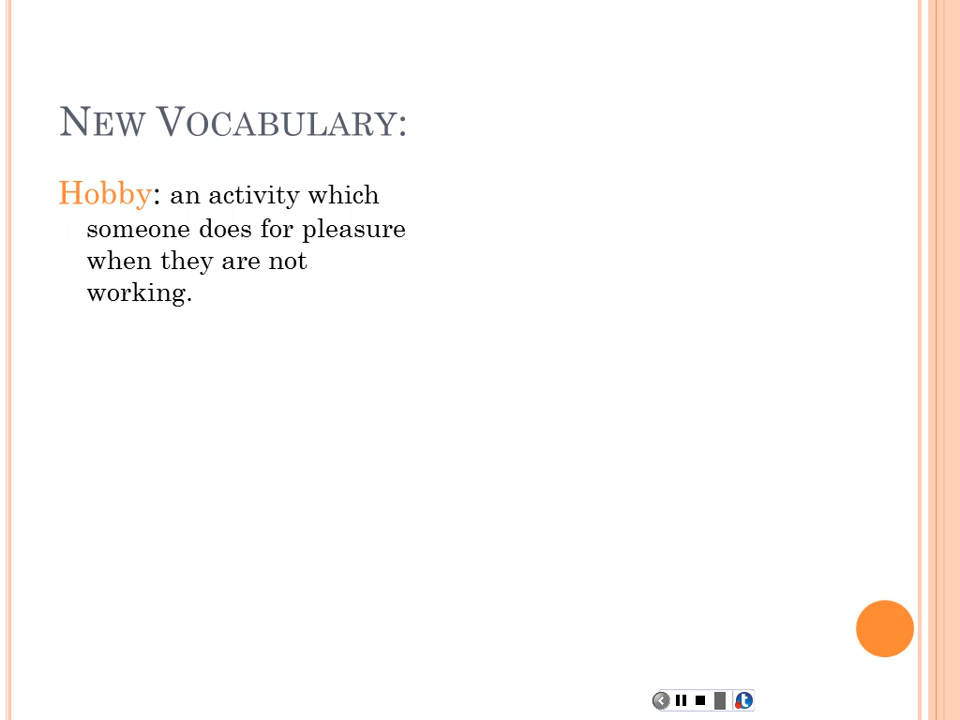 New Vocabulary:
Hobby: an activity which
someone does for pleasure
when they are not
working.